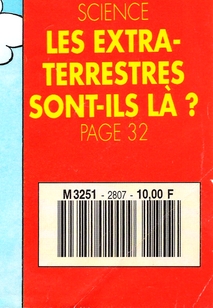 SCIENCE
LES EXTRA-
TERRESTRES
SONT-ILS LÀ ?
PAGE 32
M 3251 - 2807 - 10,00 F